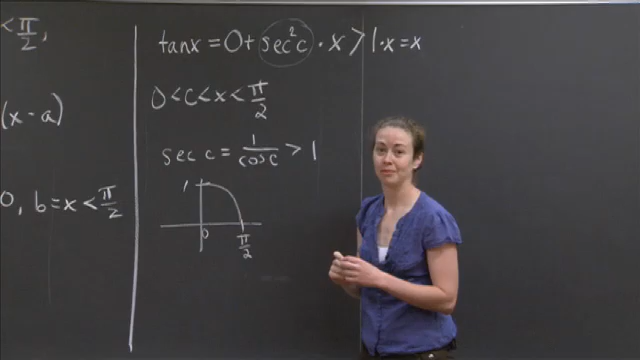 < π/2,
(x - a)
0, b = x < π/2
tan x = 0 + sec²c · x > 1 · x = x
0 < c < x < π/2
sec c = 1/cos c > 1
1
0
π/2